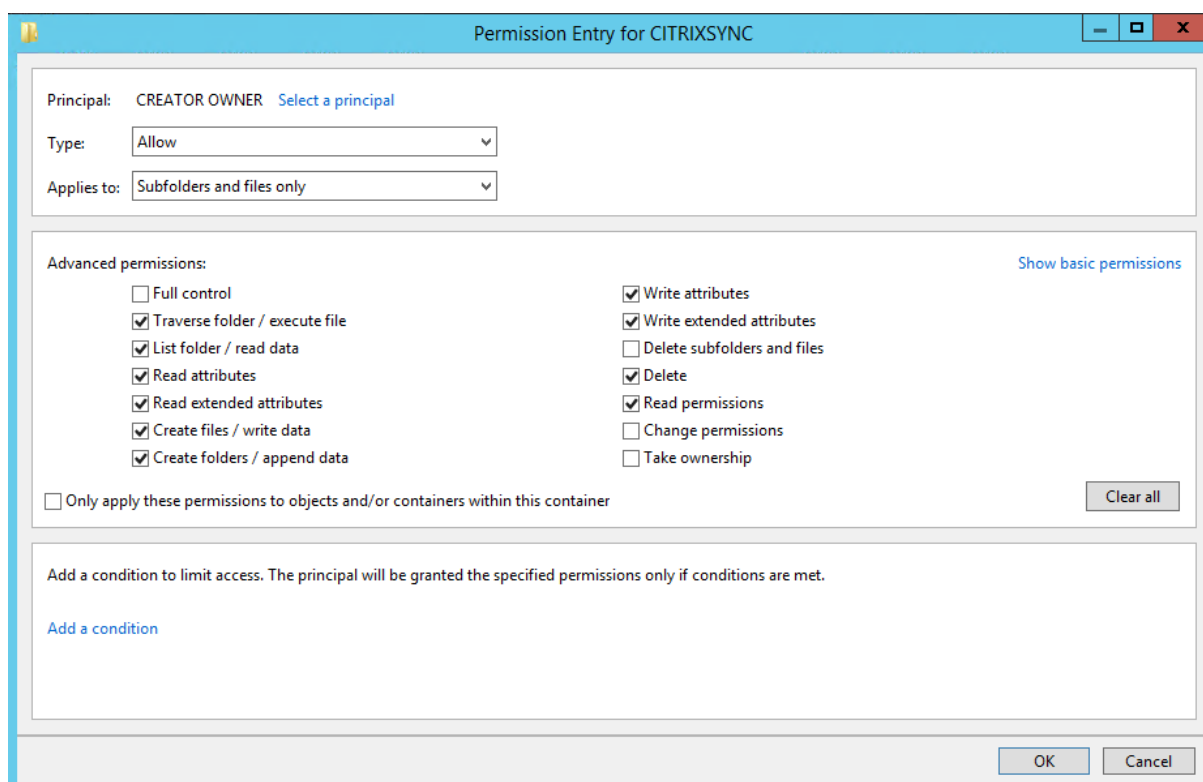 Permission Entry for CITRIXSYNC
Principal: CREATOR OWNER Select a principal
Type: Allow
Applies to: Subfolders and files only
Advanced permissions: Show basic permissions
Full control Write attributes
Traverse folder / execute file Write extended attributes
List folder / read data Delete subfolders and files
Read attributes Delete
Read extended attributes Read permissions
Create files / write data Change permissions
Create folders / append data Take ownership
Only apply these permissions to objects and/or containers within this container Clear all
Add a condition to limit access. The principal will be granted the specified permissions only if conditions are met.
Add a condition
OK Cancel